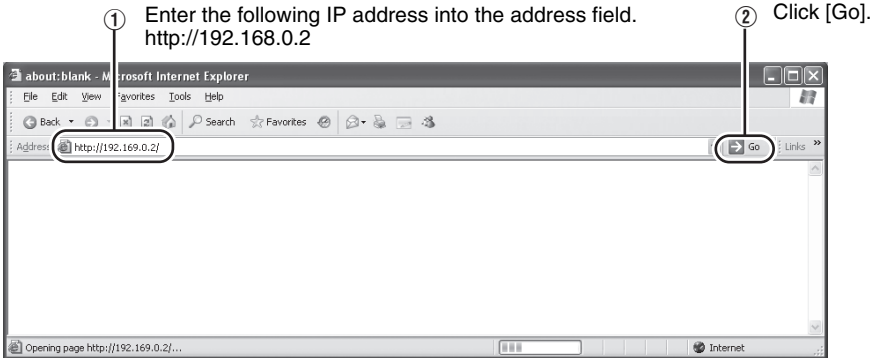 ① Enter the following IP address into the address field.
http://192.168.0.2
② Click [Go].
about:blank - Microsoft Internet Explorer
File Edit View Favorites Tools Help
Back Search Favorites
Address http://192.169.0.2/ Go Links »
Opening page http://192.169.0.2/... Internet